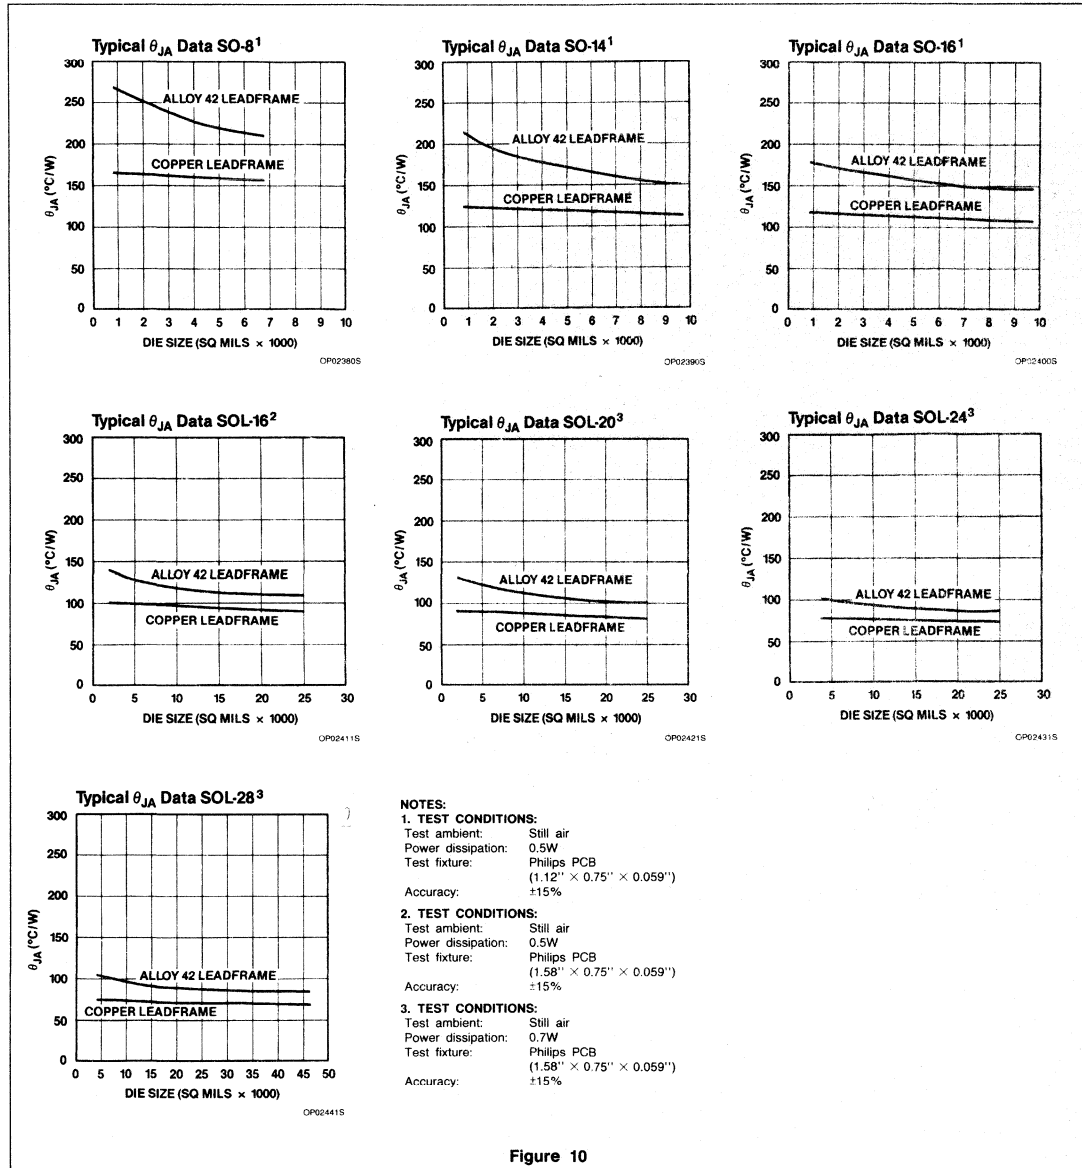 Typical θJA Data SO-8¹
300
250
200
150
100
50
0
θJA (°C/W)
ALLOY 42 LEADFRAME
COPPER LEADFRAME
0 1 2 3 4 5 6 7 8 9 10
DIE SIZE (SQ MILS × 1000)
OP02380S
Typical θJA Data SO-14¹
300
250
200
150
100
50
0
θJA (°C/W)
ALLOY 42 LEADFRAME
COPPER LEADFRAME
0 1 2 3 4 5 6 7 8 9 10
DIE SIZE (SQ MILS × 1000)
OP02390S
Typical θJA Data SO-16¹
300
250
200
150
100
50
0
θJA (°C/W)
ALLOY 42 LEADFRAME
COPPER LEADFRAME
0 1 2 3 4 5 6 7 8 9 10
DIE SIZE (SQ MILS × 1000)
OP02400S
Typical θJA Data SOL-16²
300
250
200
150
100
50
0
θJA (°C/W)
ALLOY 42 LEADFRAME
COPPER LEADFRAME
0 5 10 15 20 25 30
DIE SIZE (SQ MILS × 1000)
OP02411S
Typical θJA Data SOL-20³
300
250
200
150
100
50
0
θJA (°C/W)
ALLOY 42 LEADFRAME
COPPER LEADFRAME
0 5 10 15 20 25 30
DIE SIZE (SQ MILS × 1000)
OP02421S
Typical θJA Data SOL-24³
300
250
200
150
100
50
0
θJA (°C/W)
ALLOY 42 LEADFRAME
COPPER LEADFRAME
0 5 10 15 20 25 30
DIE SIZE (SQ MILS × 1000)
OP02431S
Typical θJA Data SOL-28³
300
250
200
150
100
50
0
θJA (°C/W)
ALLOY 42 LEADFRAME
COPPER LEADFRAME
0 5 10 15 20 25 30 35 40 45 50
DIE SIZE (SQ MILS × 1000)
OP02441S
NOTES:
1. TEST CONDITIONS:
Test ambient: Still air
Power dissipation: 0.5W
Test fixture: Philips PCB
(1.12'' × 0.75'' × 0.059'')
Accuracy: ±15%
2. TEST CONDITIONS:
Test ambient: Still air
Power dissipation: 0.5W
Test fixture: Philips PCB
(1.58'' × 0.75'' × 0.059'')
Accuracy: ±15%
3. TEST CONDITIONS:
Test ambient: Still air
Power dissipation: 0.7W
Test fixture: Philips PCB
(1.58'' × 0.75'' × 0.059'')
Accuracy: ±15%
Figure 10